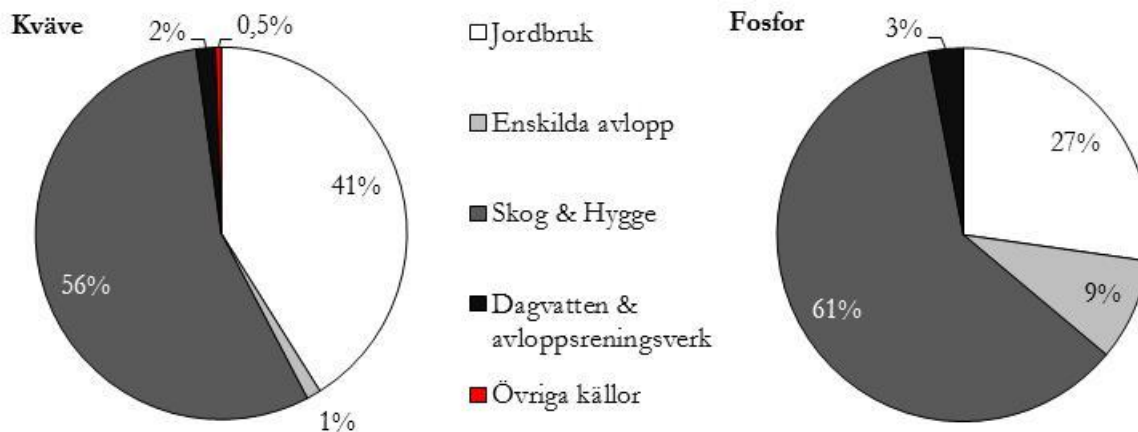 Kväve
2%
0,5%
41%
56%
1%
Jordbruk
Enskilda avlopp
Skog & Hygge
Dagvatten &
avloppsreningsverk
Övriga källor
Fosfor
3%
27%
9%
61%